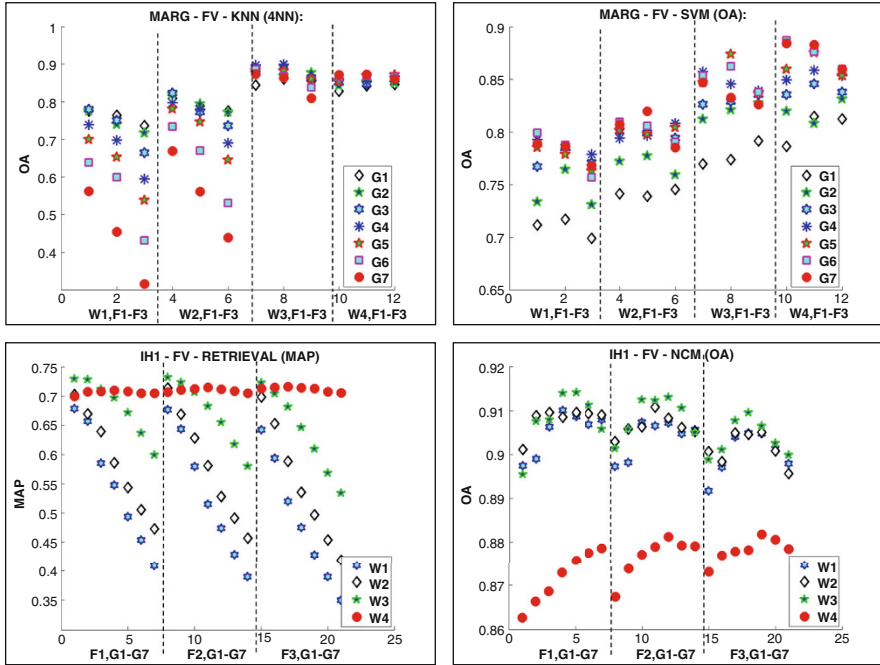 MARG - FV - KNN (4NN):
1
0.9
0.8
0.7
0.6
0.5
0.4
0.3
OA
G1
G2
G3
G4
G5
G6
G7
0 2 4 6 8 10 12
W1,F1-F3 W2,F1-F3 W3,F1-F3 W4,F1-F3
MARG - FV - SVM (OA):
0.9
0.85
0.8
0.75
0.7
0.65
OA
G1
G2
G3
G4
G5
G6
G7
0 2 4 6 8 10 12
W1,F1-F3 W2,F1-F3 W3,F1-F3 W4,F1-F3
IH1 - FV - RETRIEVAL (MAP)
0.75
0.7
0.65
0.6
0.55
0.5
0.45
0.4
0.35
MAP
W1
W2
W3
W4
0 5 10 15 20 25
F1,G1-G7 F2,G1-G7 F3,G1-G7
IH1 - FV - NCM (OA)
0.92
0.91
0.9
0.89
0.88
0.87
0.86
OA
W1
W2
W3
W4
0 5 10 15 20 25
F1,G1-G7 F2,G1-G7 F3,G1-G7